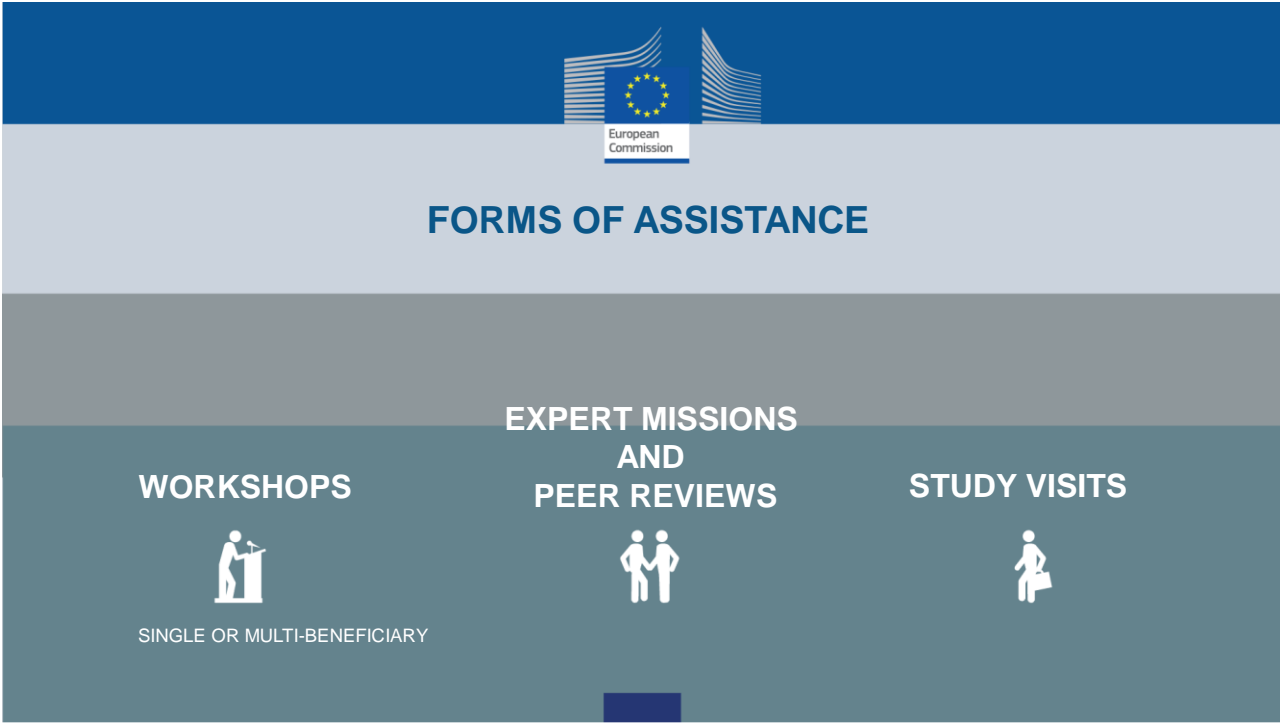 European
Commission
FORMS OF ASSISTANCE
WORKSHOPS
SINGLE OR MULTI-BENEFICIARY
EXPERT MISSIONS
AND
PEER REVIEWS
STUDY VISITS